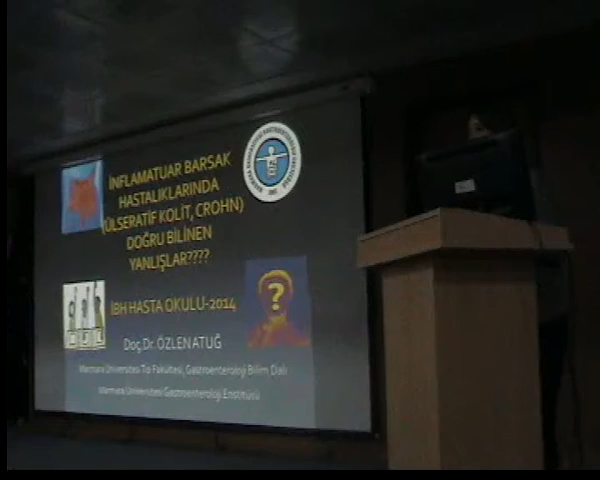 İNFLAMATUAR BARSAK
HASTALIKLARINDA
(ÜLSERATİF KOLİT, CROHN)
DOĞRU BİLİNEN
YANLIŞLAR????
İBH HASTA OKULU-2014
Doç.Dr. ÖZLEN ATUĞ
Marmara Üniversitesi Tıp Fakültesi, Gastroenteroloji Bilim Dalı
Marmara Üniversitesi Gastroenteroloji Enstitüsü
?